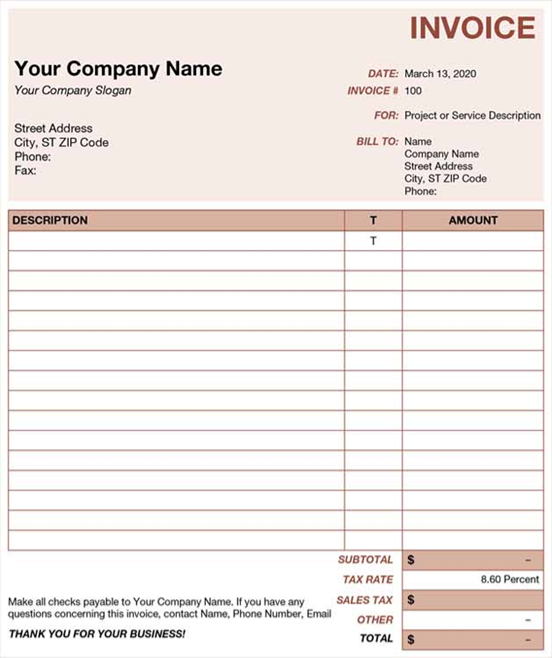 INVOICE
Your Company Name
Your Company Slogan
DATE: March 13, 2020
INVOICE # 100
FOR: Project or Service Description
Street Address
City, ST ZIP Code
Phone:
Fax:
BILL TO: Name
Company Name
Street Address
City, ST ZIP Code
Phone:
DESCRIPTION T AMOUNT
T
SUBTOTAL $ –
TAX RATE 8.60 Percent
SALES TAX $
OTHER –
TOTAL $ –
Make all checks payable to Your Company Name. If you have any
questions concerning this invoice, contact Name, Phone Number, Email
THANK YOU FOR YOUR BUSINESS!